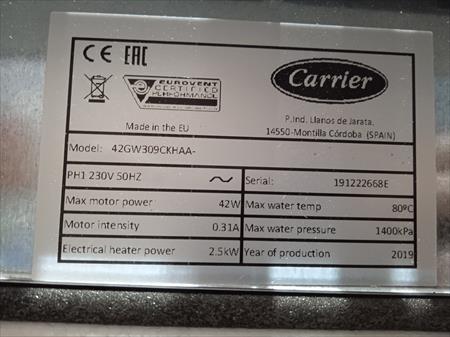 CE EAC
EUROVENT
CERTIFIED
PERFORMANCE
Carrier
Made in the EU
P.Ind. Llanos de Jarata,
14550-Montilla Córdoba (SPAIN)
Model: 42GW309CKHAA-
PH1 230V 50HZ ~
Serial: 191222668E
Max motor power 42W
Max water temp 80ºC
Motor intensity 0.31A
Max water pressure 1400kPa
Electrical heater power 2.5kW
Year of production 2019